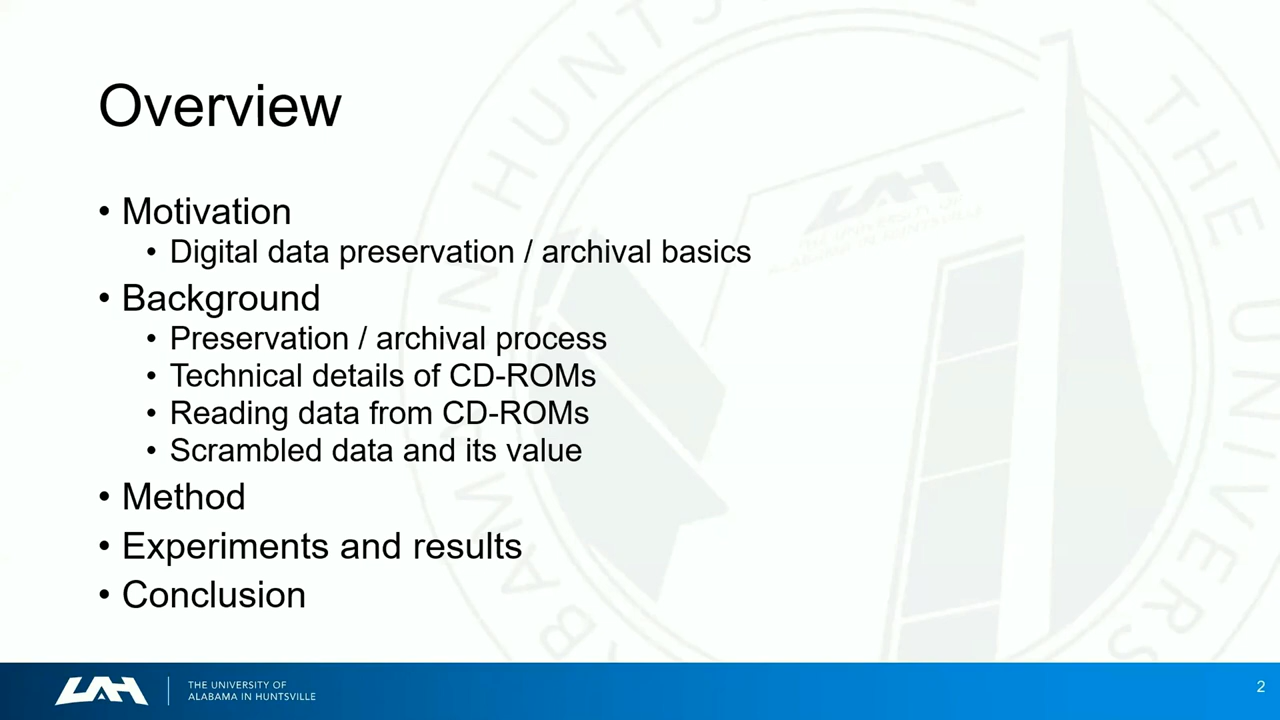 Overview
• Motivation
• Digital data preservation / archival basics
• Background
• Preservation / archival process
• Technical details of CD-ROMs
• Reading data from CD-ROMs
• Scrambled data and its value
• Method
• Experiments and results
• Conclusion
UAH
THE UNIVERSITY OF
ALABAMA IN HUNTSVILLE
2